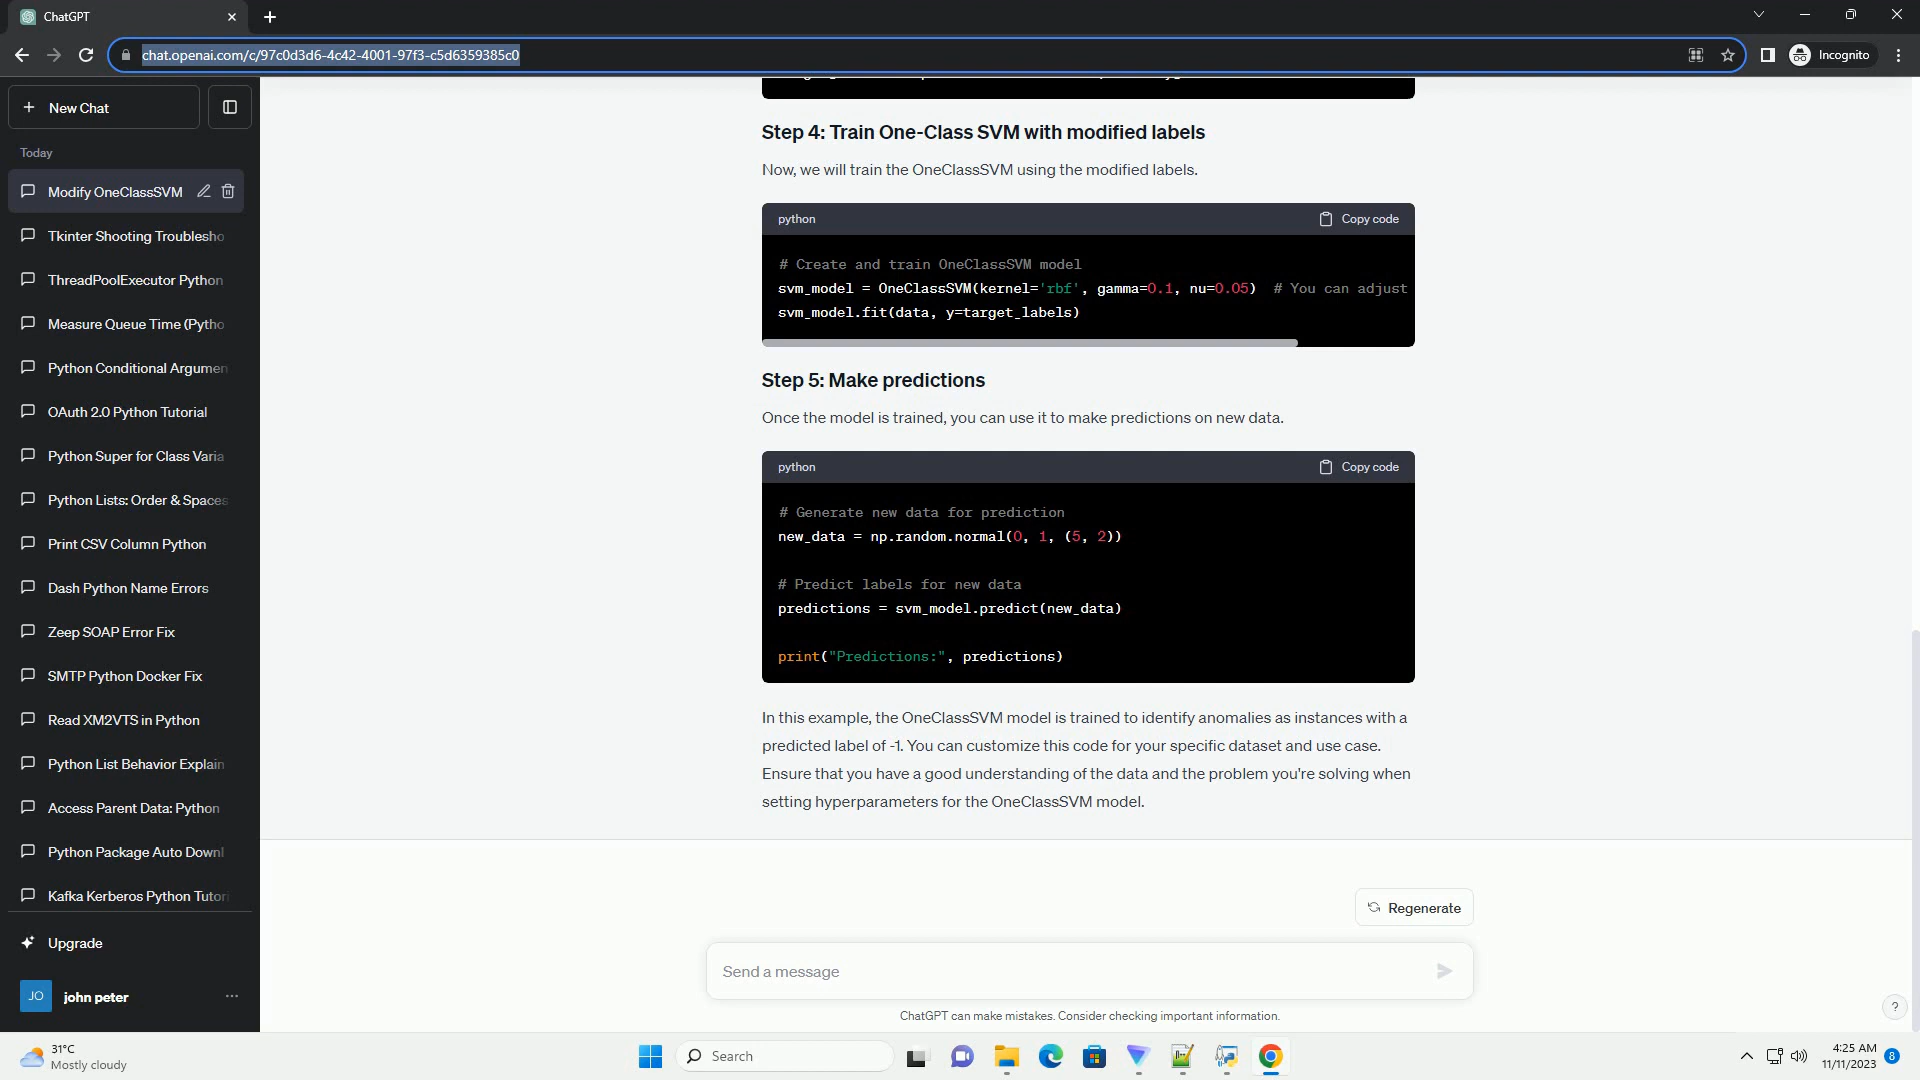 ChatGPT
chat.openai.com/c/97c0d3d6-4c42-4001-97f3-c5d6359385c0
Incognito
New Chat
Today
Modify OneClassSVM
Tkinter Shooting Troublesho
ThreadPoolExecutor Python
Measure Queue Time (Pytho
Python Conditional Argumen
OAuth 2.0 Python Tutorial
Python Super for Class Varia
Python Lists: Order & Spaces
Print CSV Column Python
Dash Python Name Errors
Zeep SOAP Error Fix
SMTP Python Docker Fix
Read XM2VTS in Python
Python List Behavior Explain
Access Parent Data: Python
Python Package Auto Downl
Kafka Kerberos Python Tutor
Upgrade
JO john peter
Step 4: Train One-Class SVM with modified labels
Now, we will train the OneClassSVM using the modified labels.
python Copy code
# Create and train OneClassSVM model
svm_model = OneClassSVM(kernel='rbf', gamma=0.1, nu=0.05)  # You can adjust
svm_model.fit(data, y=target_labels)
Step 5: Make predictions
Once the model is trained, you can use it to make predictions on new data.
python Copy code
# Generate new data for prediction
new_data = np.random.normal(0, 1, (5, 2))
# Predict labels for new data
predictions = svm_model.predict(new_data)
print("Predictions:", predictions)
In this example, the OneClassSVM model is trained to identify anomalies as instances with a
predicted label of -1. You can customize this code for your specific dataset and use case.
Ensure that you have a good understanding of the data and the problem you're solving when
setting hyperparameters for the OneClassSVM model.
Regenerate
Send a message
ChatGPT can make mistakes. Consider checking important information.
?
31°C
Mostly cloudy
Search
4:25 AM
11/11/2023
8